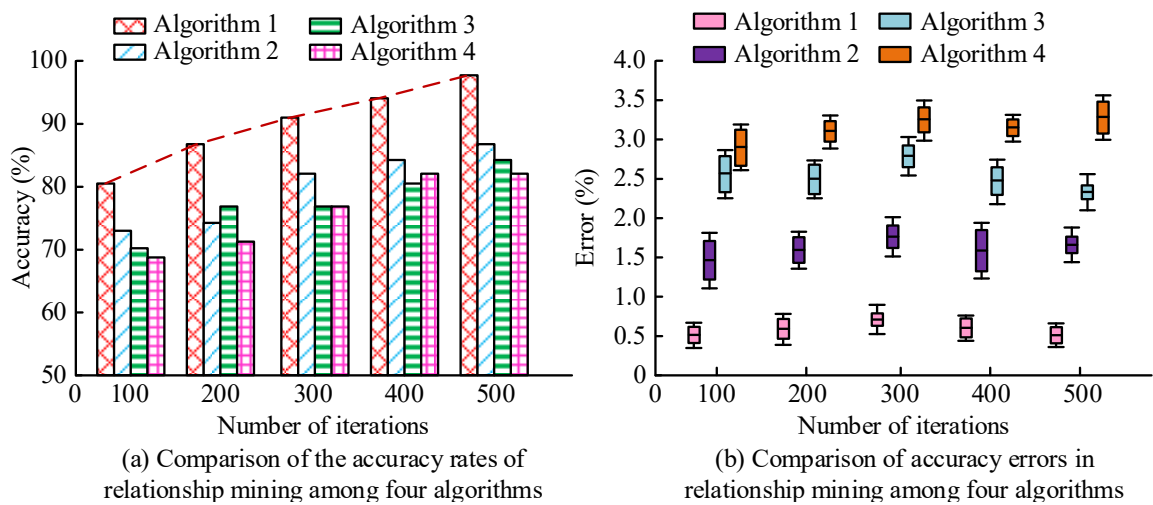 Algorithm 1
Algorithm 3
Algorithm 2
Algorithm 4
100
90
80
70
60
50
0
Accuracy (%)
100
200
300
400
500
Number of iterations
(a) Comparison of the accuracy rates of
relationship mining among four algorithms
Algorithm 1
Algorithm 3
Algorithm 2
Algorithm 4
4.0
3.5
3.0
2.5
2.0
1.5
1.0
0.5
0
0
Error (%)
100
200
300
400
500
Number of iterations
(b) Comparison of accuracy errors in
relationship mining among four algorithms